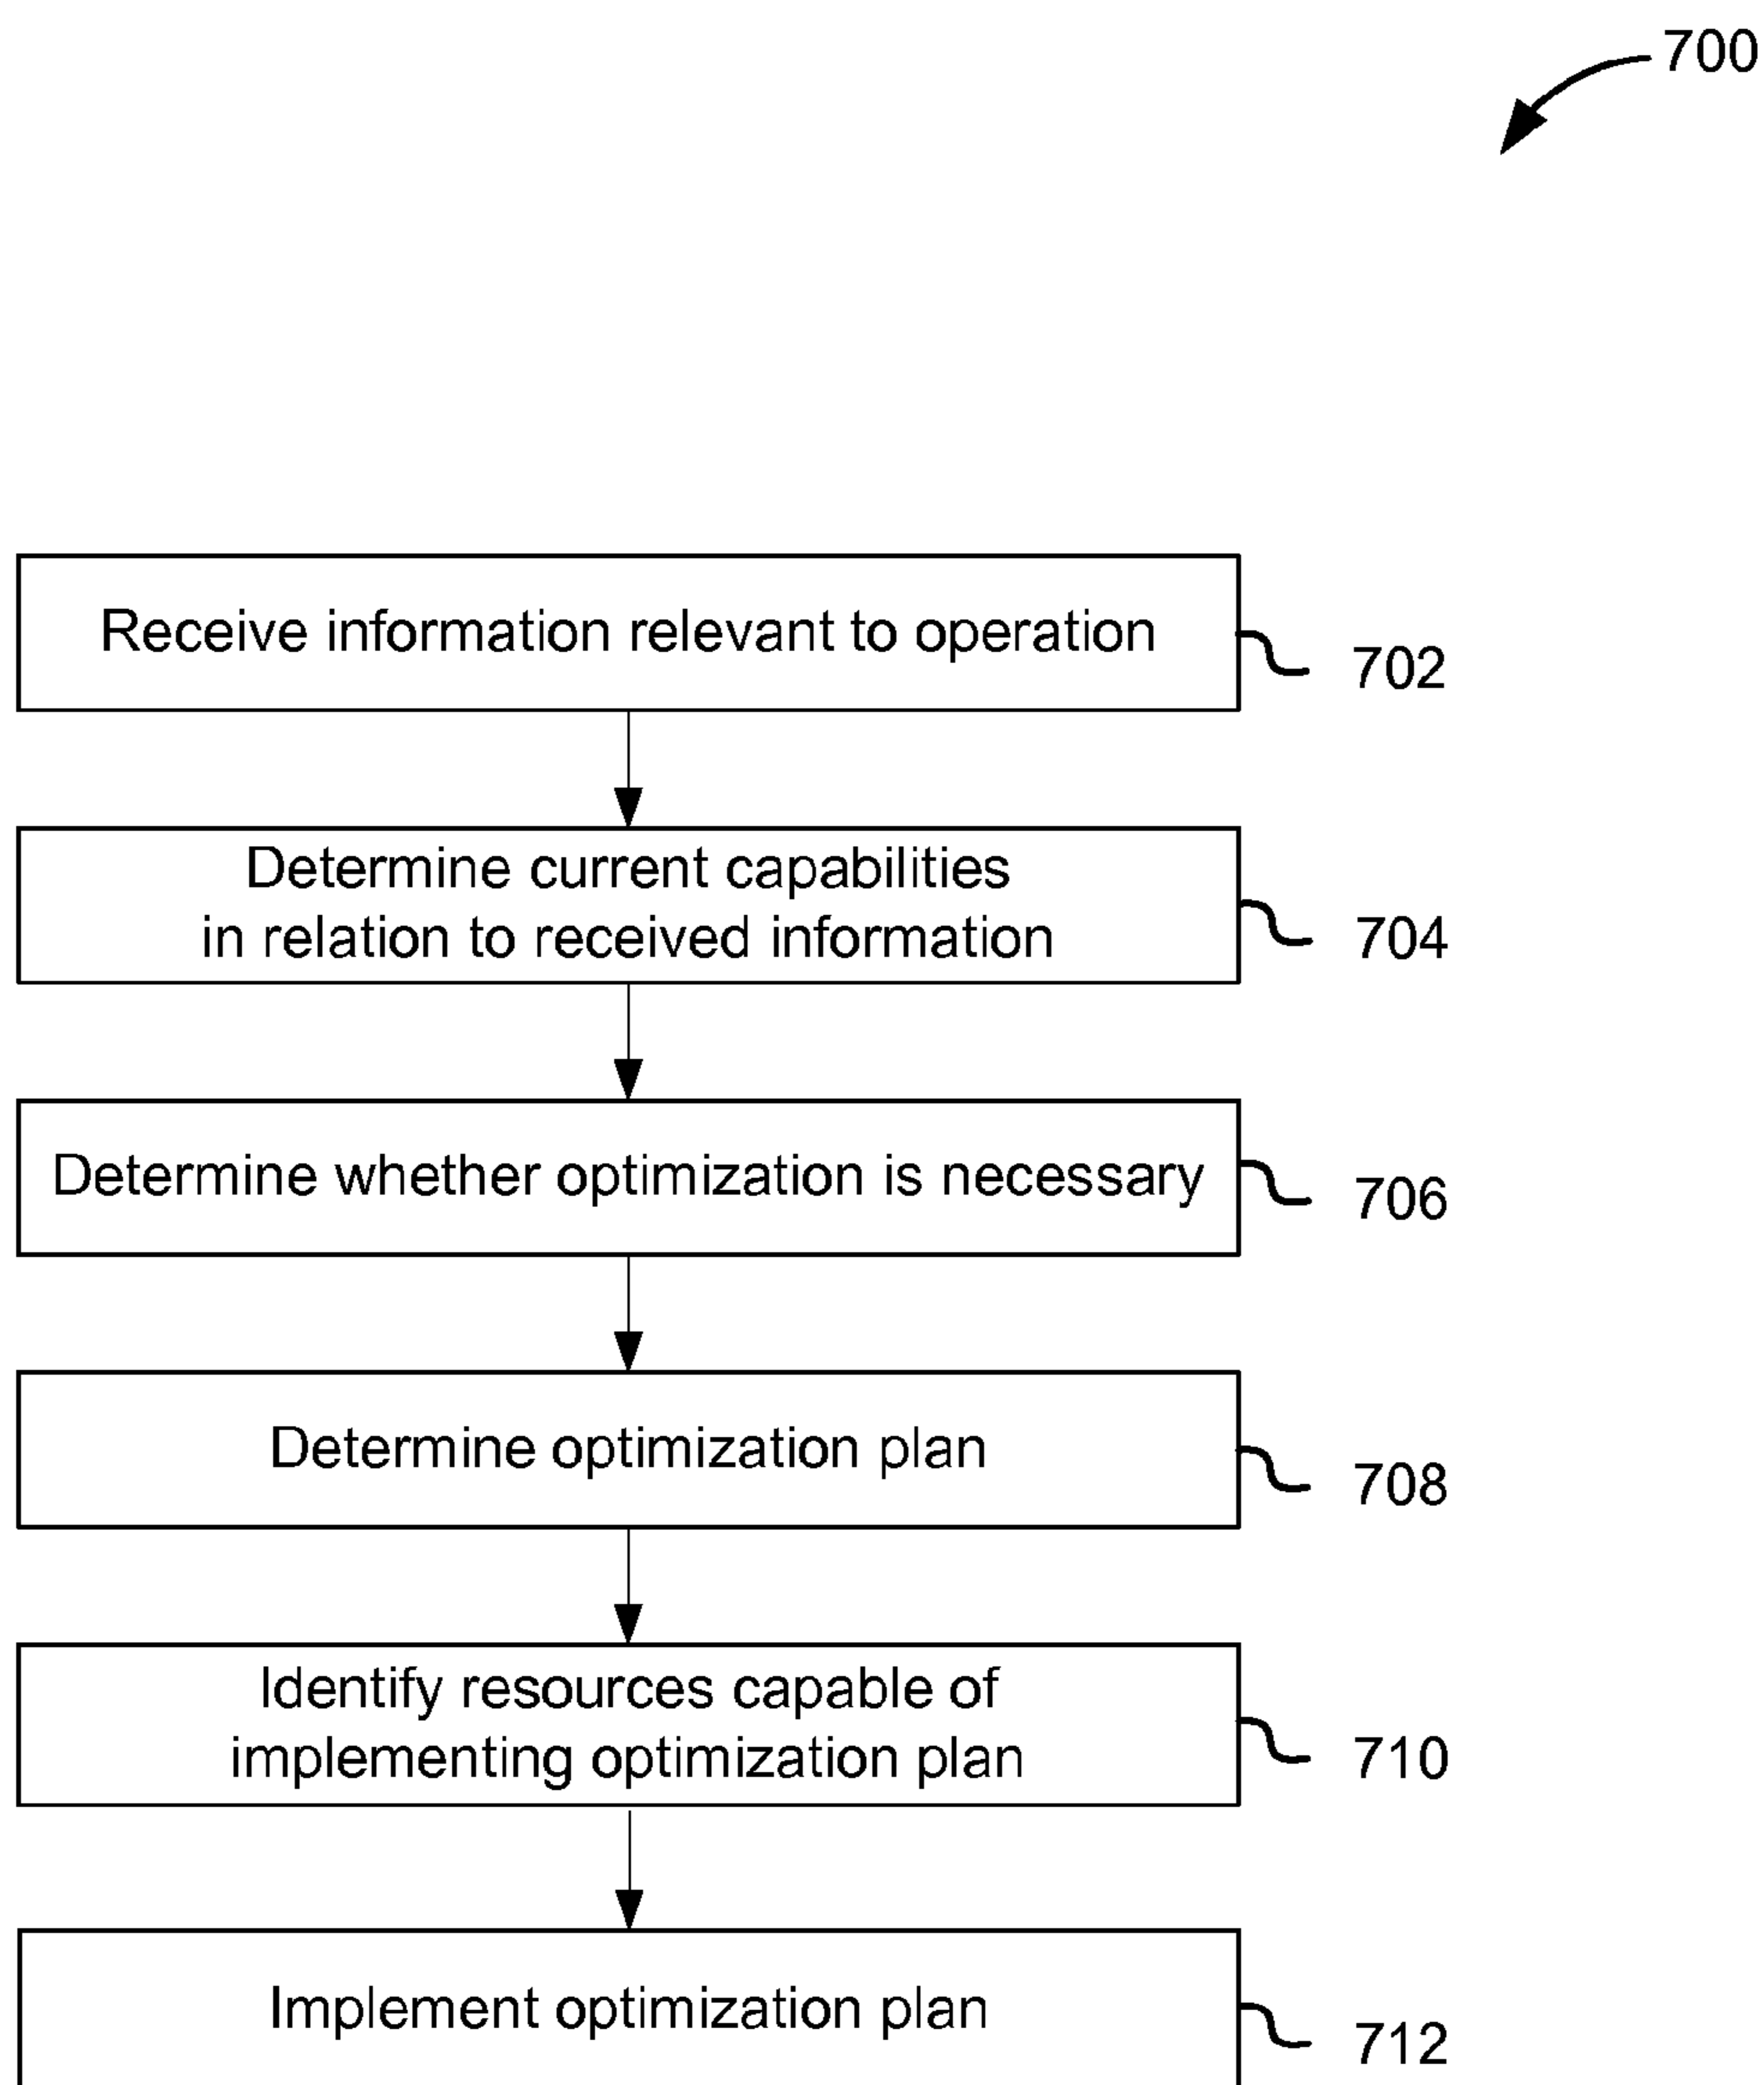 700
Receive information relevant to operation
702
Determine current capabilities
in relation to received information
704
Determine whether optimization is necessary
706
Determine optimization plan
708
Identify resources capable of
implementing optimization plan
710
Implement optimization plan
712